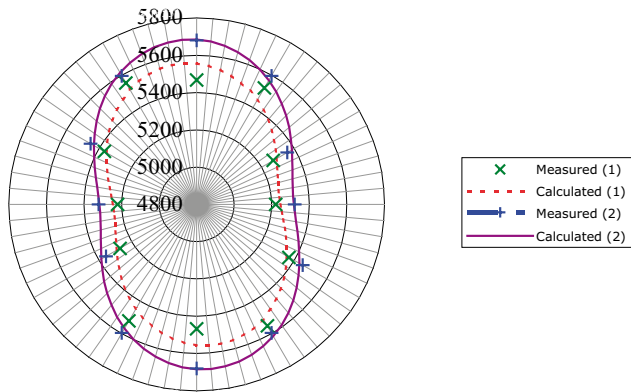 5800
5600
5400
5200
5000
4800
Measured (1)
Calculated (1)
Measured (2)
Calculated (2)